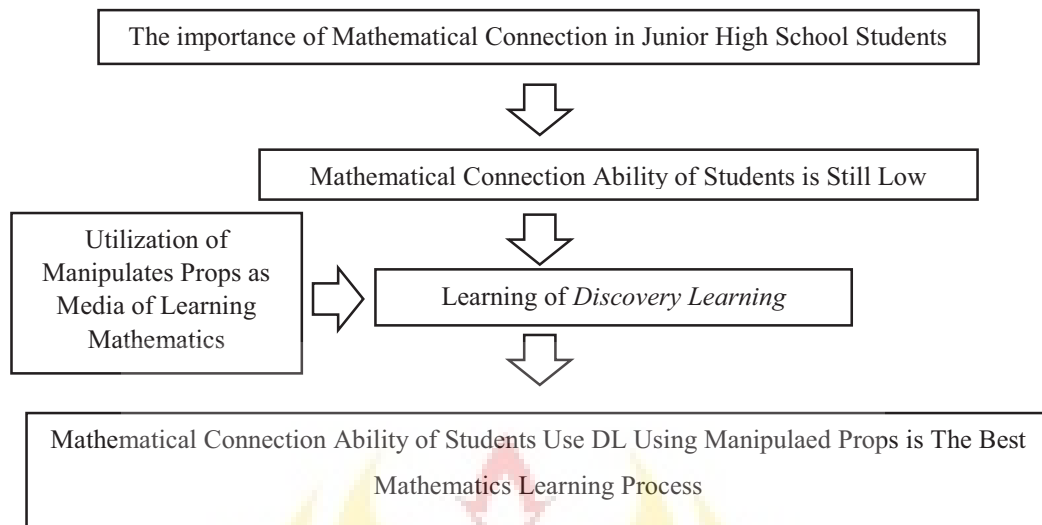 The importance of Mathematical Connection in Junior High School Students
Mathematical Connection Ability of Students is Still Low
Utilization of
Manipulates Props as
Media of Learning
Mathematics
Learning of Discovery Learning
Mathematical Connection Ability of Students Use DL Using Manipulaed Props is The Best
Mathematics Learning Process